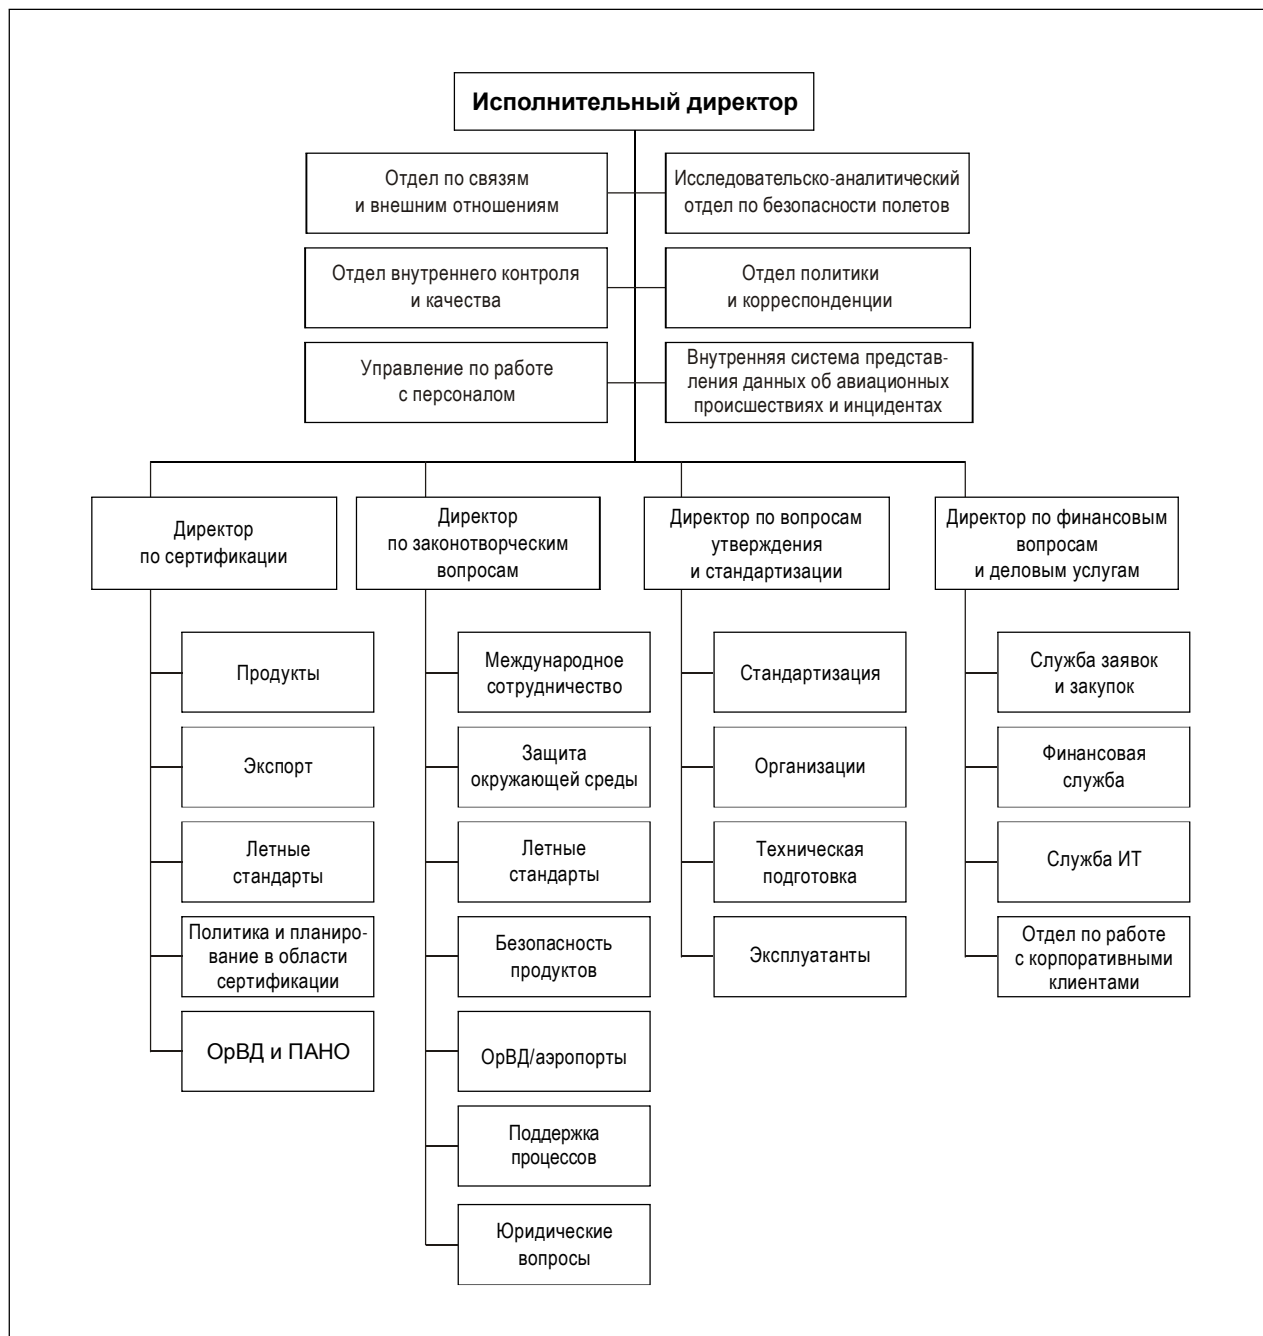 Исполнительный директор
Отдел по связям
и внешним отношениям
Исследовательско-аналитический
отдел по безопасности полетов
Отдел внутреннего контроля
и качества
Отдел политики
и корреспонденции
Управление по работе
с персоналом
Внутренняя система представ-
ления данных об авиационных
происшествиях и инцидентах
Директор
по сертификации
Директор
по законотворческим
вопросам
Директор по вопросам
утверждения
и стандартизации
Директор по финансовым
вопросам
и деловым услугам
Продукты
Экспорт
Летные
стандарты
Политика и планиро-
вание в области
сертификации
ОрВД и ПАНО
Международное
сотрудничество
Защита
окружающей среды
Летные
стандарты
Безопасность
продуктов
ОрВД/аэропорты
Поддержка
процессов
Юридические
вопросы
Стандартизация
Организации
Техническая
подготовка
Эксплуатанты
Служба заявок
и закупок
Финансовая
служба
Служба ИТ
Отдел по работе
с корпоративными
клиентами